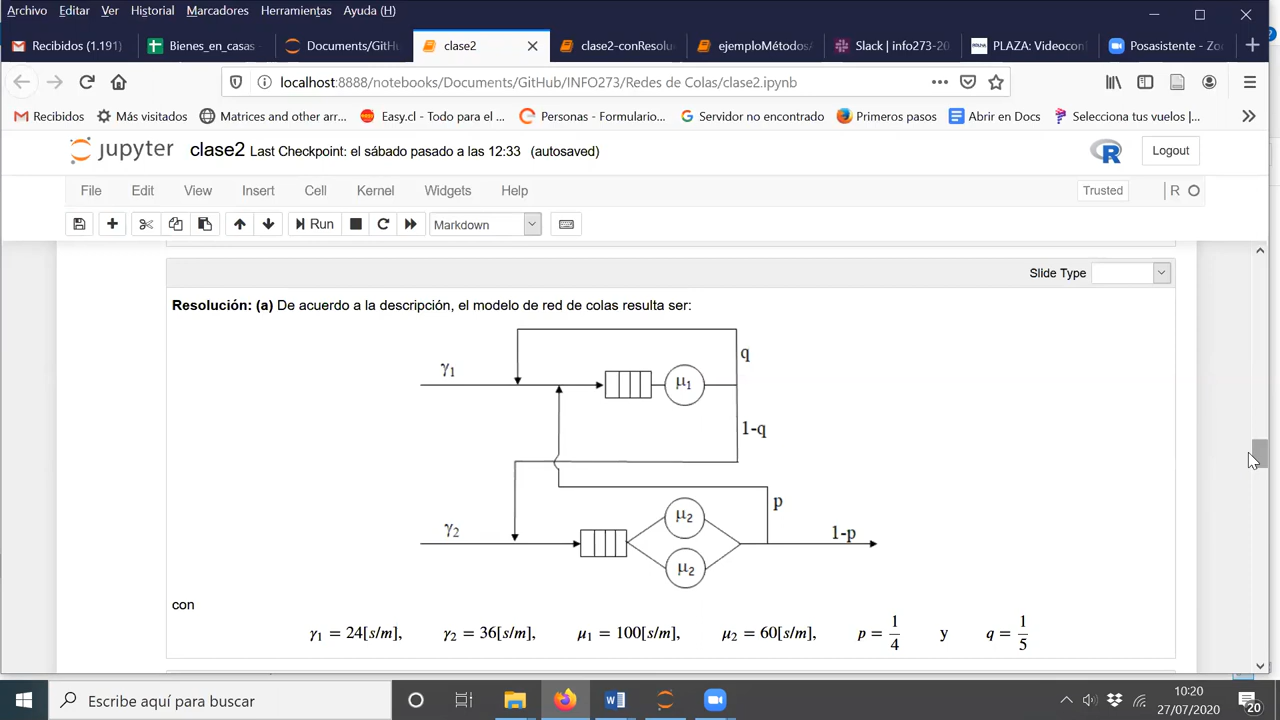 Archivo Editar Ver Historial Marcadores Herramientas Ayuda (H)
Recibidos (1.191) Bienes_en_casas Documents/GitHu clase2 clase2-conResoluc ejemploMétodos Slack | info273-20 PLAZA: Videocon Posasistente - Zoo
localhost:8888/notebooks/Documents/GitHub/INFO273/Redes de Colas/clase2.ipynb
Recibidos Más visitados Matrices and other arr... Easy.cl - Todo para el ... Personas - Formulario... Servidor no encontrado Primeros pasos Abrir en Docs Selecciona tus vuelos|...
jupyter clase2 Last Checkpoint: el sábado pasado a las 12:33 (autosaved) R Logout
File Edit View Insert Cell Kernel Widgets Help Trusted R
Run Markdown
Slide Type
Resolución: (a) De acuerdo a la descripción, el modelo de red de colas resulta ser:
q
γ₁ μ₁
1-q
p
γ₂ μ₂ 1-p
μ₂
con
γ₁ = 24[s/m], γ₂ = 36[s/m], μ₁ = 100[s/m], μ₂ = 60[s/m], p = 1/4 y q = 1/5
Escribe aquí para buscar 10:20
27/07/2020 20